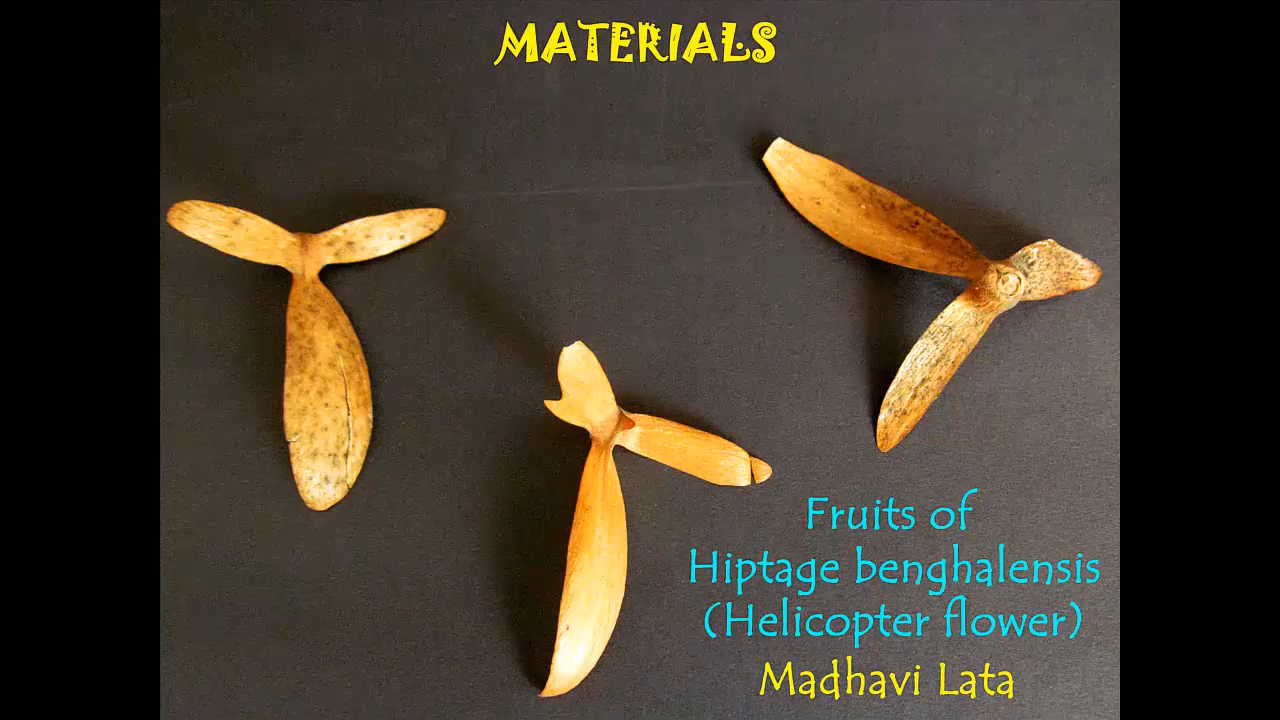 MATERIALS
Fruits of
Hiptage benghalensis
(Helicopter flower)
Madhavi Lata